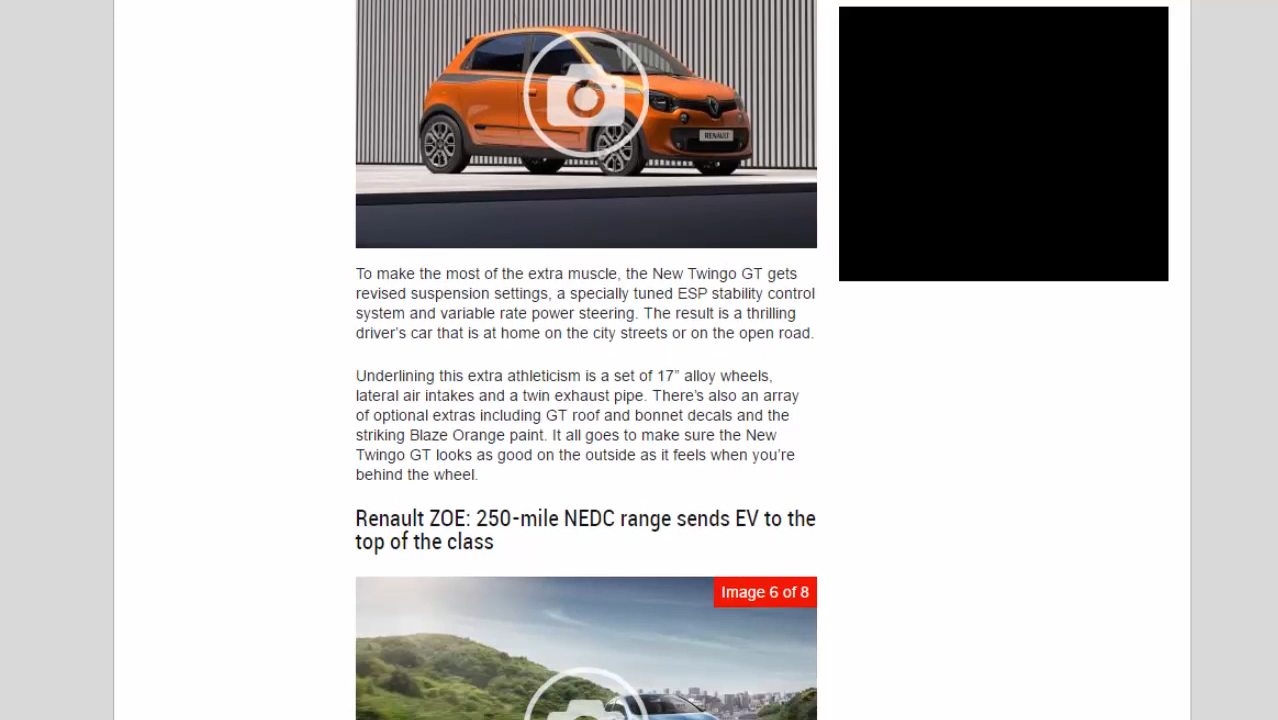 RENAULT
To make the most of the extra muscle, the New Twingo GT gets
revised suspension settings, a specially tuned ESP stability control
system and variable rate power steering. The result is a thrilling
driver’s car that is at home on the city streets or on the open road.
Underlining this extra athleticism is a set of 17” alloy wheels,
lateral air intakes and a twin exhaust pipe. There’s also an array
of optional extras including GT roof and bonnet decals and the
striking Blaze Orange paint. It all goes to make sure the New
Twingo GT looks as good on the outside as it feels when you’re
behind the wheel.
Renault ZOE: 250-mile NEDC range sends EV to the
top of the class
Image 6 of 8